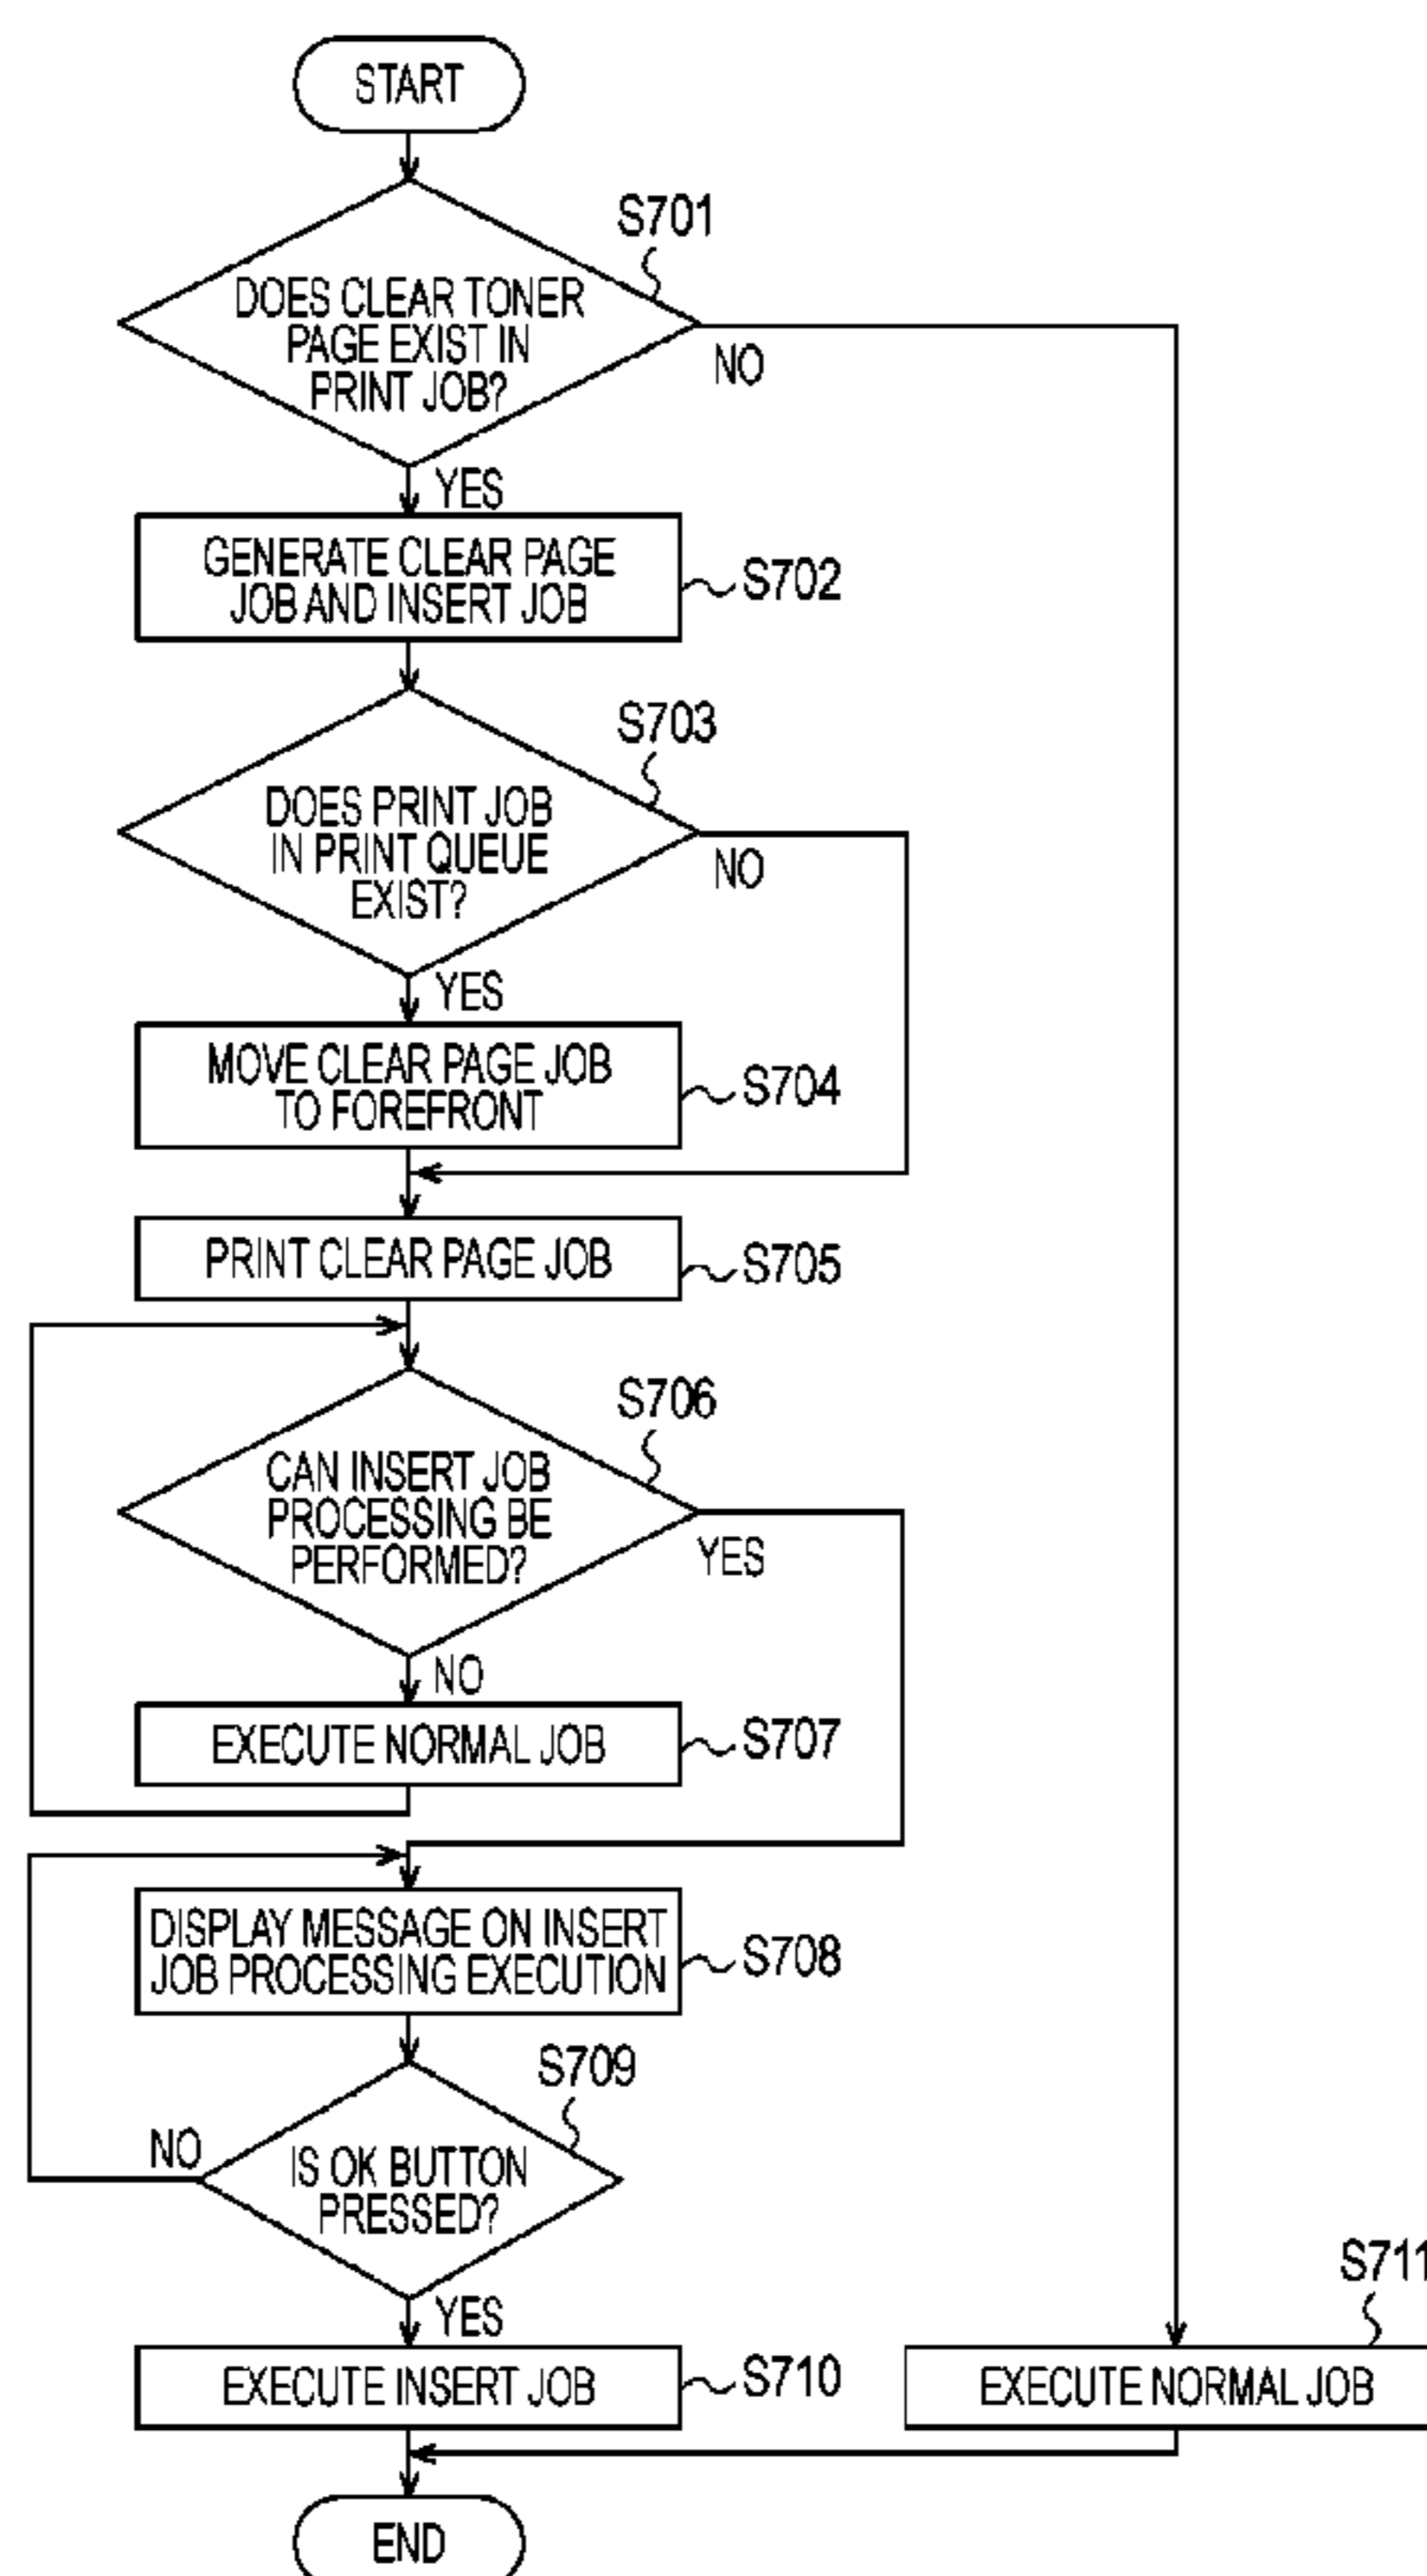 START
S701
DOES CLEAR TONER
PAGE EXIST IN
PRINT JOB?
NO
YES
GENERATE CLEAR PAGE
JOB AND INSERT JOB
S702
S703
DOES PRINT JOB
IN PRINT QUEUE
EXIST?
NO
YES
MOVE CLEAR PAGE JOB
TO FOREFRONT
S704
PRINT CLEAR PAGE JOB
S705
S706
CAN INSERT JOB
PROCESSING BE
PERFORMED?
YES
NO
EXECUTE NORMAL JOB
S707
DISPLAY MESSAGE ON INSERT
JOB PROCESSING EXECUTION
S708
S709
NO
IS OK BUTTON
PRESSED?
YES
S711
EXECUTE INSERT JOB
S710
EXECUTE NORMAL JOB
END